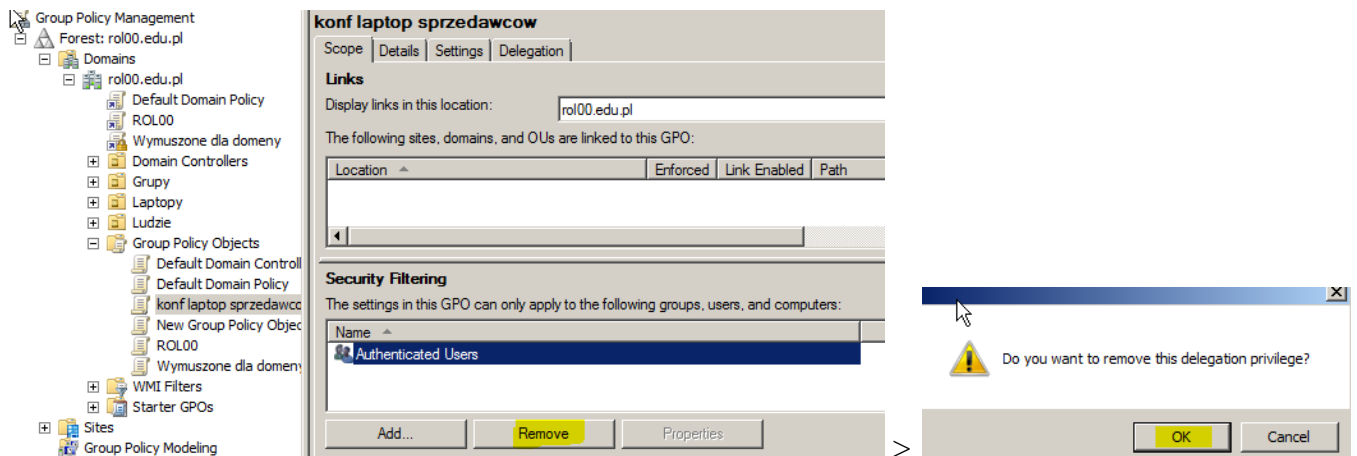 Group Policy Management
Forest: rol00.edu.pl
Domains
rol00.edu.pl
Default Domain Policy
ROL00
Wymuszone dla domeny
Domain Controllers
Grupy
Laptopy
Ludzie
Group Policy Objects
Default Domain Controll
Default Domain Policy
konf laptop sprzedawco
New Group Policy Objec
ROL00
Wymuszone dla domeny
WMI Filters
Starter GPOs
Sites
Group Policy Modeling
konf laptop sprzedawcow
Scope Details Settings Delegation
Links
Display links in this location: rol00.edu.pl
The following sites, domains, and OUs are linked to this GPO:
Location Enforced Link Enabled Path
Security Filtering
The settings in this GPO can only apply to the following groups, users, and computers:
Name
Authenticated Users
Add... Remove Properties
>
Do you want to remove this delegation privilege?
OK Cancel